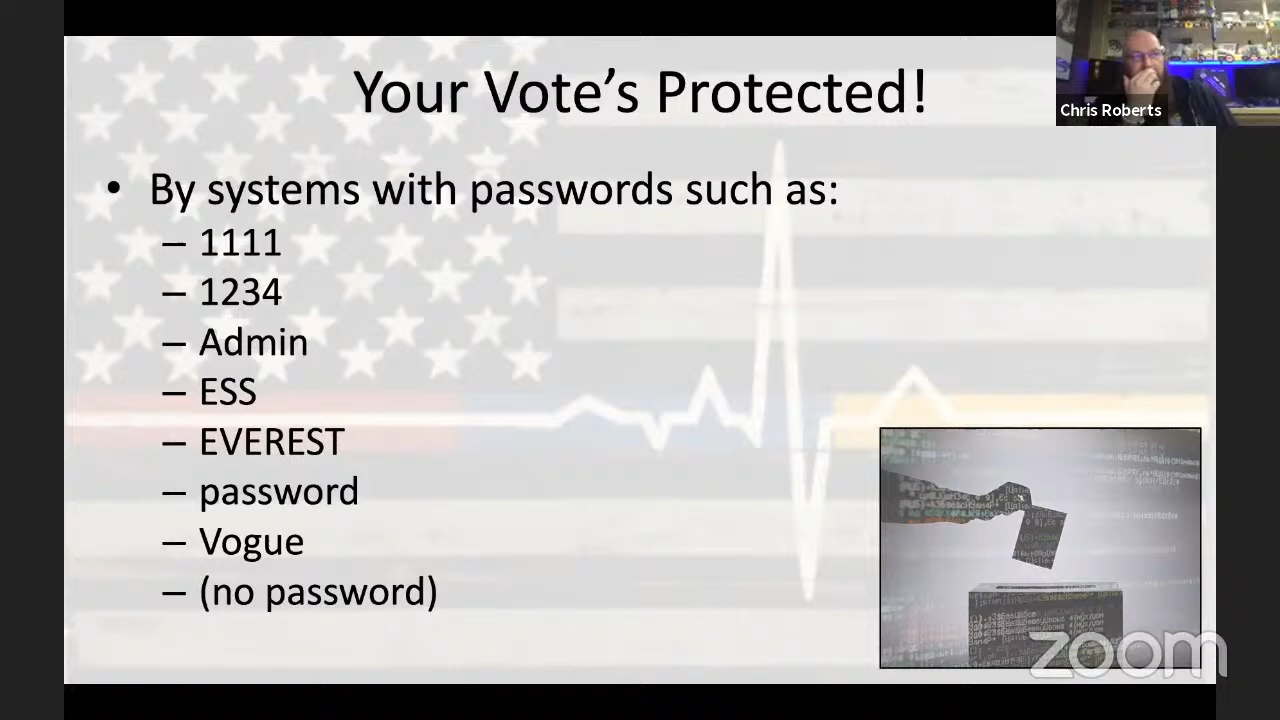 Your Vote's Protected!
Chris Roberts
• By systems with passwords such as:
– 1111
– 1234
– Admin
– ESS
– EVEREST
– password
– Vogue
– (no password)
zoom